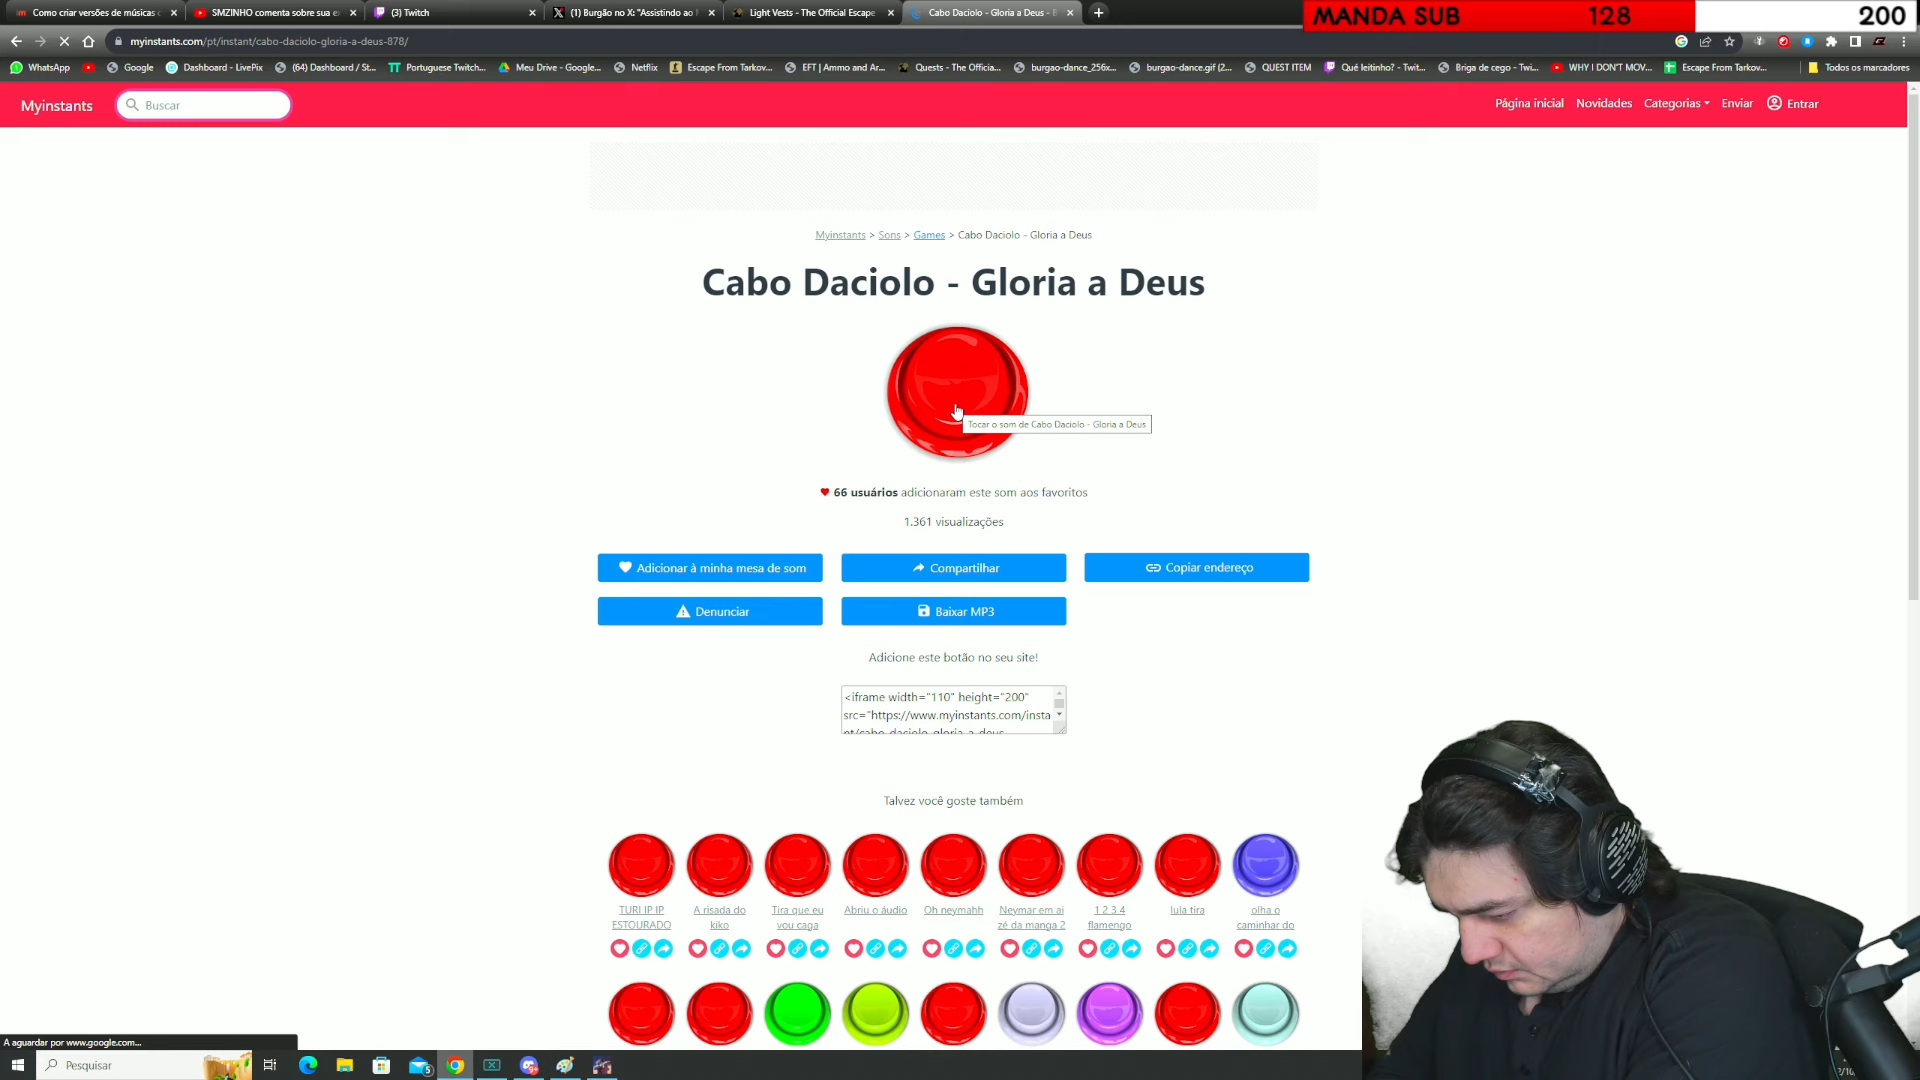 Como criar versões de músicas
SMZINHO comenta sobre sua e
(3) Twitch
(1) Burgão no X: "Assistindo ao
Light Vests - The Official Escape
Cabo Daciolo - Gloria a Deus - B
MANDA SUB 128 200
myinstants.com/pt/instant/cabo-daciolo-gloria-a-deus-878/
WhatsApp
Google
Dashboard - LivePix
(64) Dashboard / St...
Portuguese Twitch...
Meu Drive - Google...
Netflix
Escape From Tarkov...
EFT | Ammo and Ar...
Quests - The Officia...
burgao-dance_256x...
burgao-dance.gif (2...
QUEST ITEM
Qué leitinho? - Twit...
Briga de cego - Twi...
WHY I DON'T MOV...
Escape From Tarkov...
Todos os marcadores
Myinstants
Buscar
Página inicial
Novidades
Categorias
Enviar
Entrar
Myinstants > Sons > Games > Cabo Daciolo - Gloria a Deus
Cabo Daciolo - Gloria a Deus
Tocar o som de Cabo Daciolo - Gloria a Deus
66 usuários adicionaram este som aos favoritos
1.361 visualizações
Adicionar à minha mesa de som
Compartilhar
Copiar endereço
Denunciar
Baixar MP3
Adicione este botão no seu site!
<iframe width="110" height="200"
src="https://www.myinstants.com/insta
nt/cabo-daciolo-gloria-a-deus
Talvez você goste também
TURI IP IP
ESTOURADO
A risada do
kiko
Tira que eu
vou caga
Abriu o áudio
Oh neymahh
Neymar em ai
zé da manga 2
1 2 3 4
flamengo
lula tira
olha o
caminhar do
A aguardar por www.google.com...
Pesquisar
5